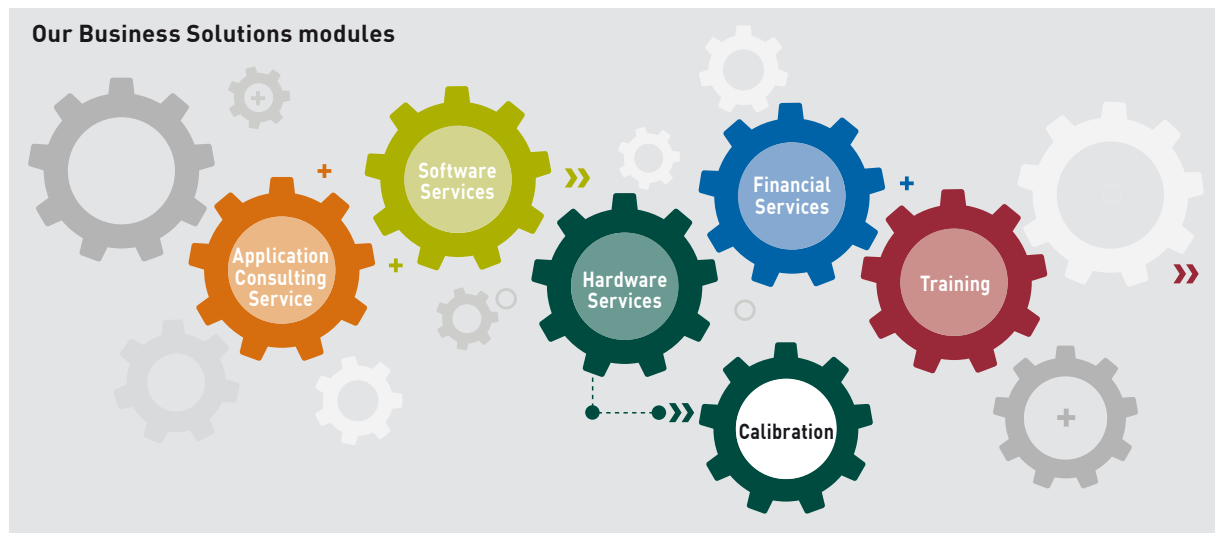 Our Business Solutions modules
Application
Consulting
Service
Software
Services
Hardware
Services
Financial
Services
Training
Calibration